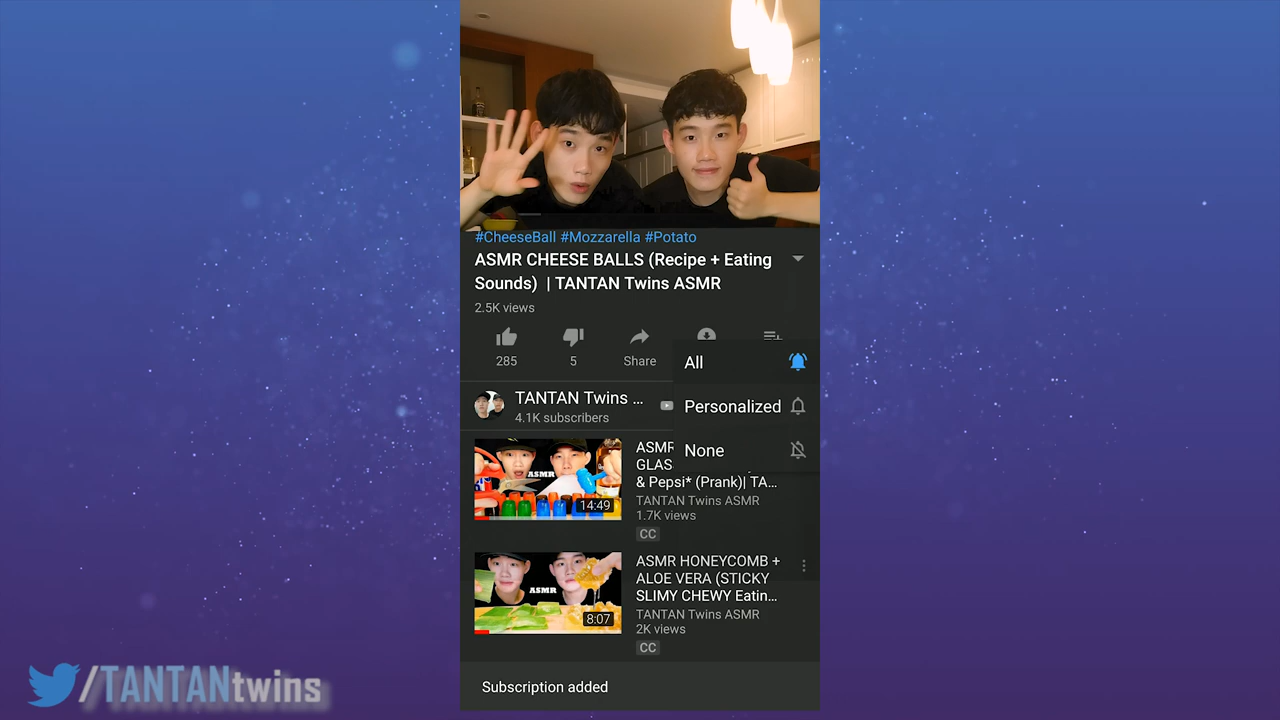 #CheeseBall #Mozzarella #Potato
ASMR CHEESE BALLS (Recipe + Eating
Sounds) | TANTAN Twins ASMR
2.5K views
285
5
Share
All
Personalized
None
TANTAN Twins ...
4.1K subscribers
ASMR
14:49
ASMR
GLAS
& Pepsi* (Prank)| TA...
TANTAN Twins ASMR
1.7K views
CC
ASMR
8:07
ASMR HONEYCOMB +
ALOE VERA (STICKY
SLIMY CHEWY Eatin...
TANTAN Twins ASMR
2K views
CC
Subscription added
/TANTANtwins